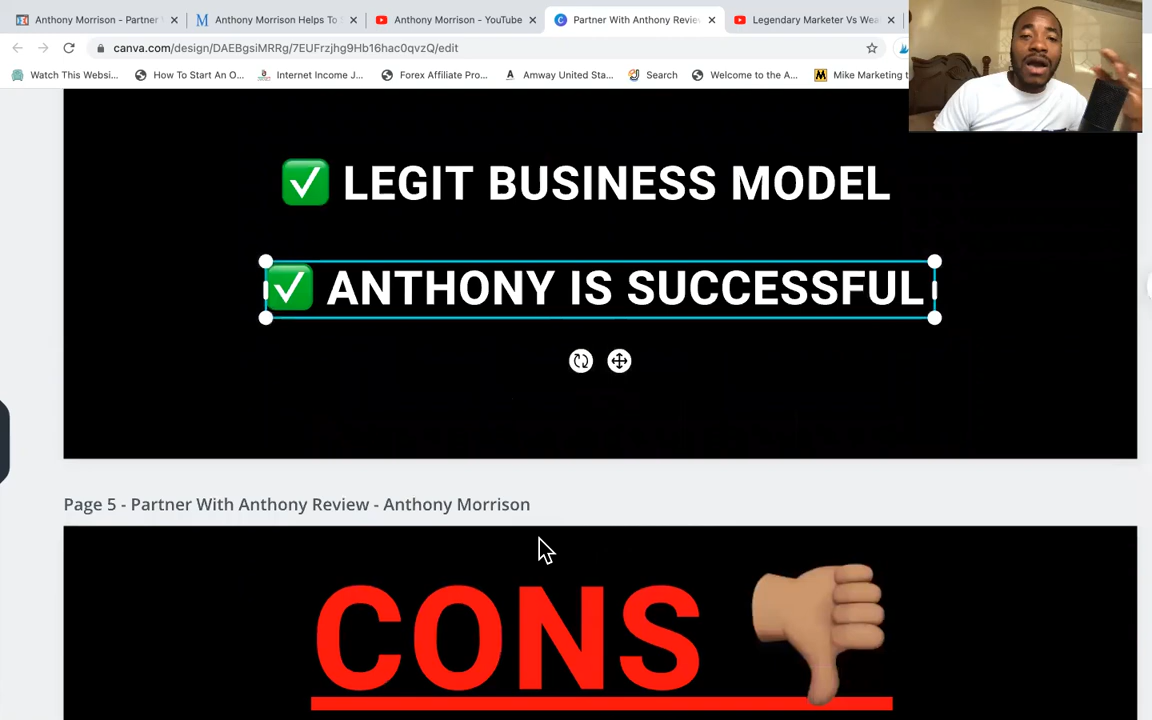 Anthony Morrison - Partner
Anthony Morrison Helps To
Anthony Morrison - YouTube
Partner With Anthony Revie
Legendary Marketer Vs Wea
canva.com/design/DAEBgsiMRRg/7EUFrzjhg9Hb16hac0qvzQ/edit
Watch This Websi...
How To Start An O...
Internet Income J...
Forex Affiliate Pro...
Amway United Sta...
Search
Welcome to the A...
Mike Marketing t
✅ LEGIT BUSINESS MODEL
✅ ANTHONY IS SUCCESSFUL
Page 5 - Partner With Anthony Review - Anthony Morrison
CONS 👎🏽